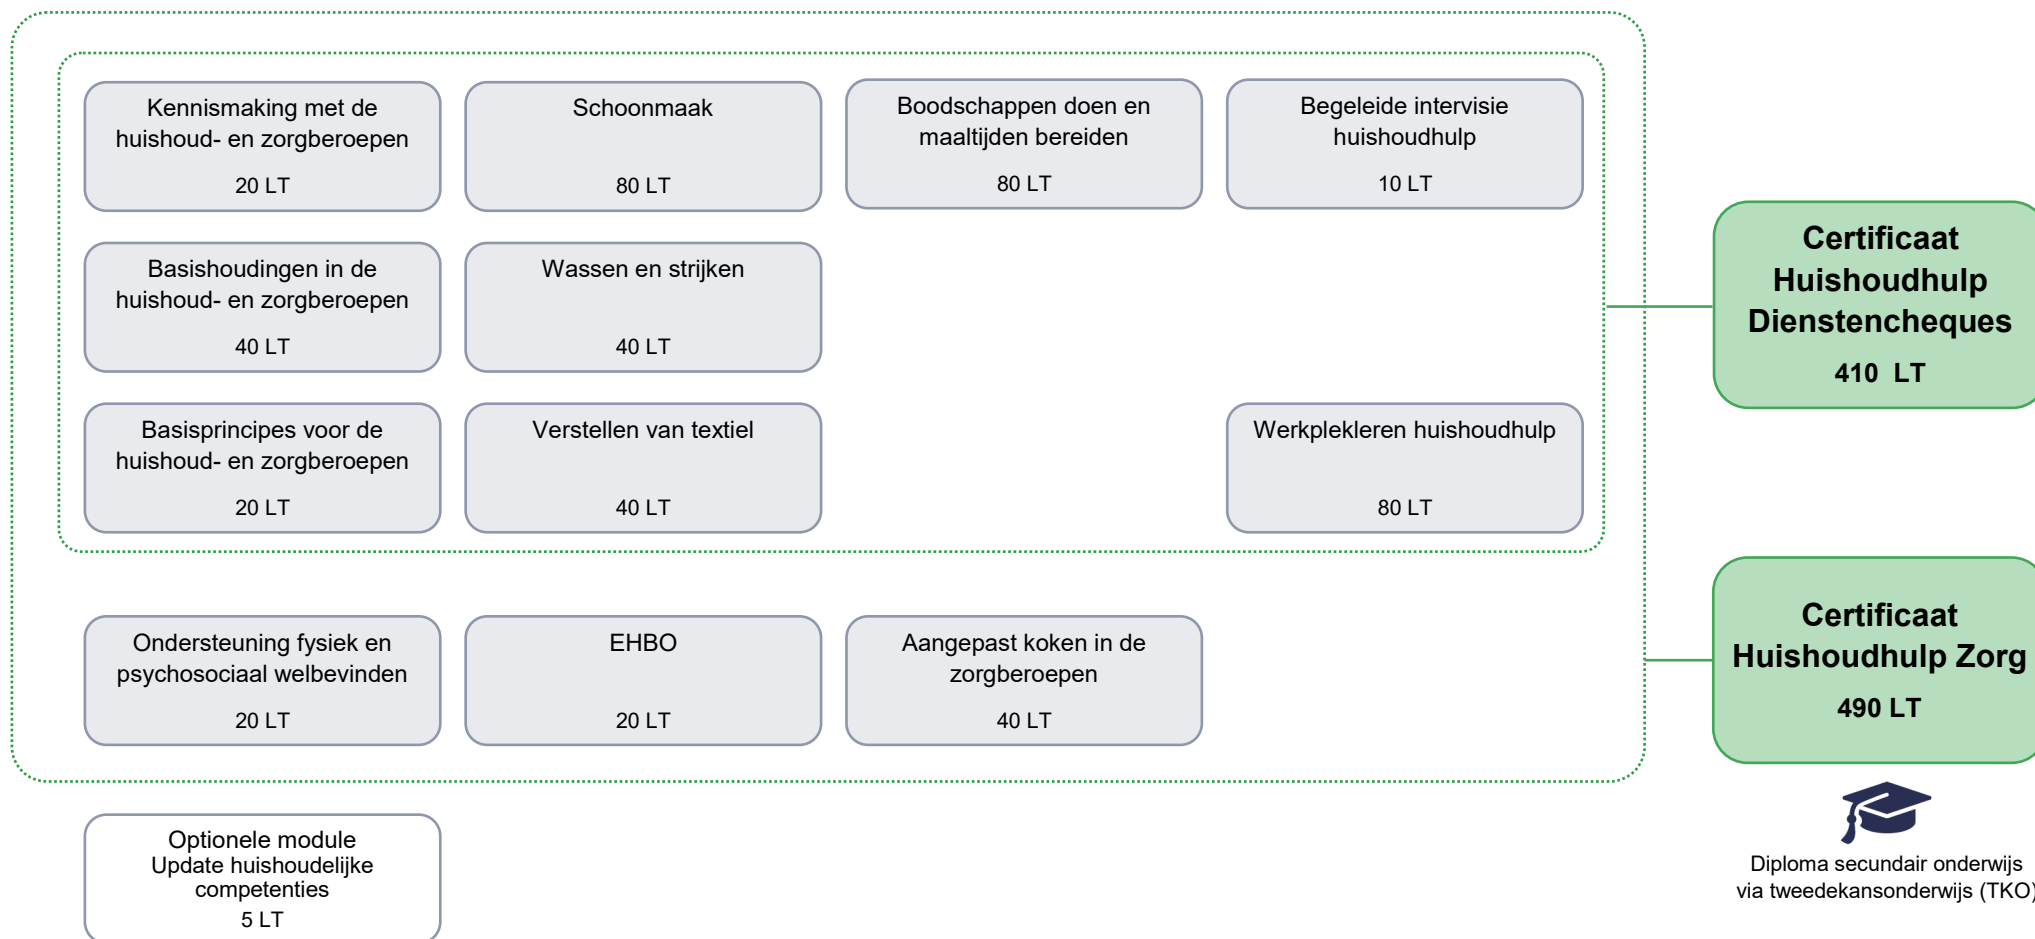 Kennismaking met de
huishoud- en zorgberoepen
20 LT
Schoonmaak
80 LT
Boodschappen doen en
maaltijden bereiden
80 LT
Begeleide intervisie
huishoudhulp
10 LT
Basishoudingen in de
huishoud- en zorgberoepen
40 LT
Wassen en strijken
40 LT
Basisprincipes voor de
huishoud- en zorgberoepen
20 LT
Verstellen van textiel
40 LT
Werkplekleren huishoudhulp
80 LT
Certificaat
Huishoudhulp
Dienstencheques
410 LT
Ondersteuning fysiek en
psychosociaal welbevinden
20 LT
EHBO
20 LT
Aangepast koken in de
zorgberoepen
40 LT
Certificaat
Huishoudhulp Zorg
490 LT
Optionele module
Update huishoudelijke
competenties
5 LT
Diploma secundair onderwijs
via tweedekansonderwijs (TKO)